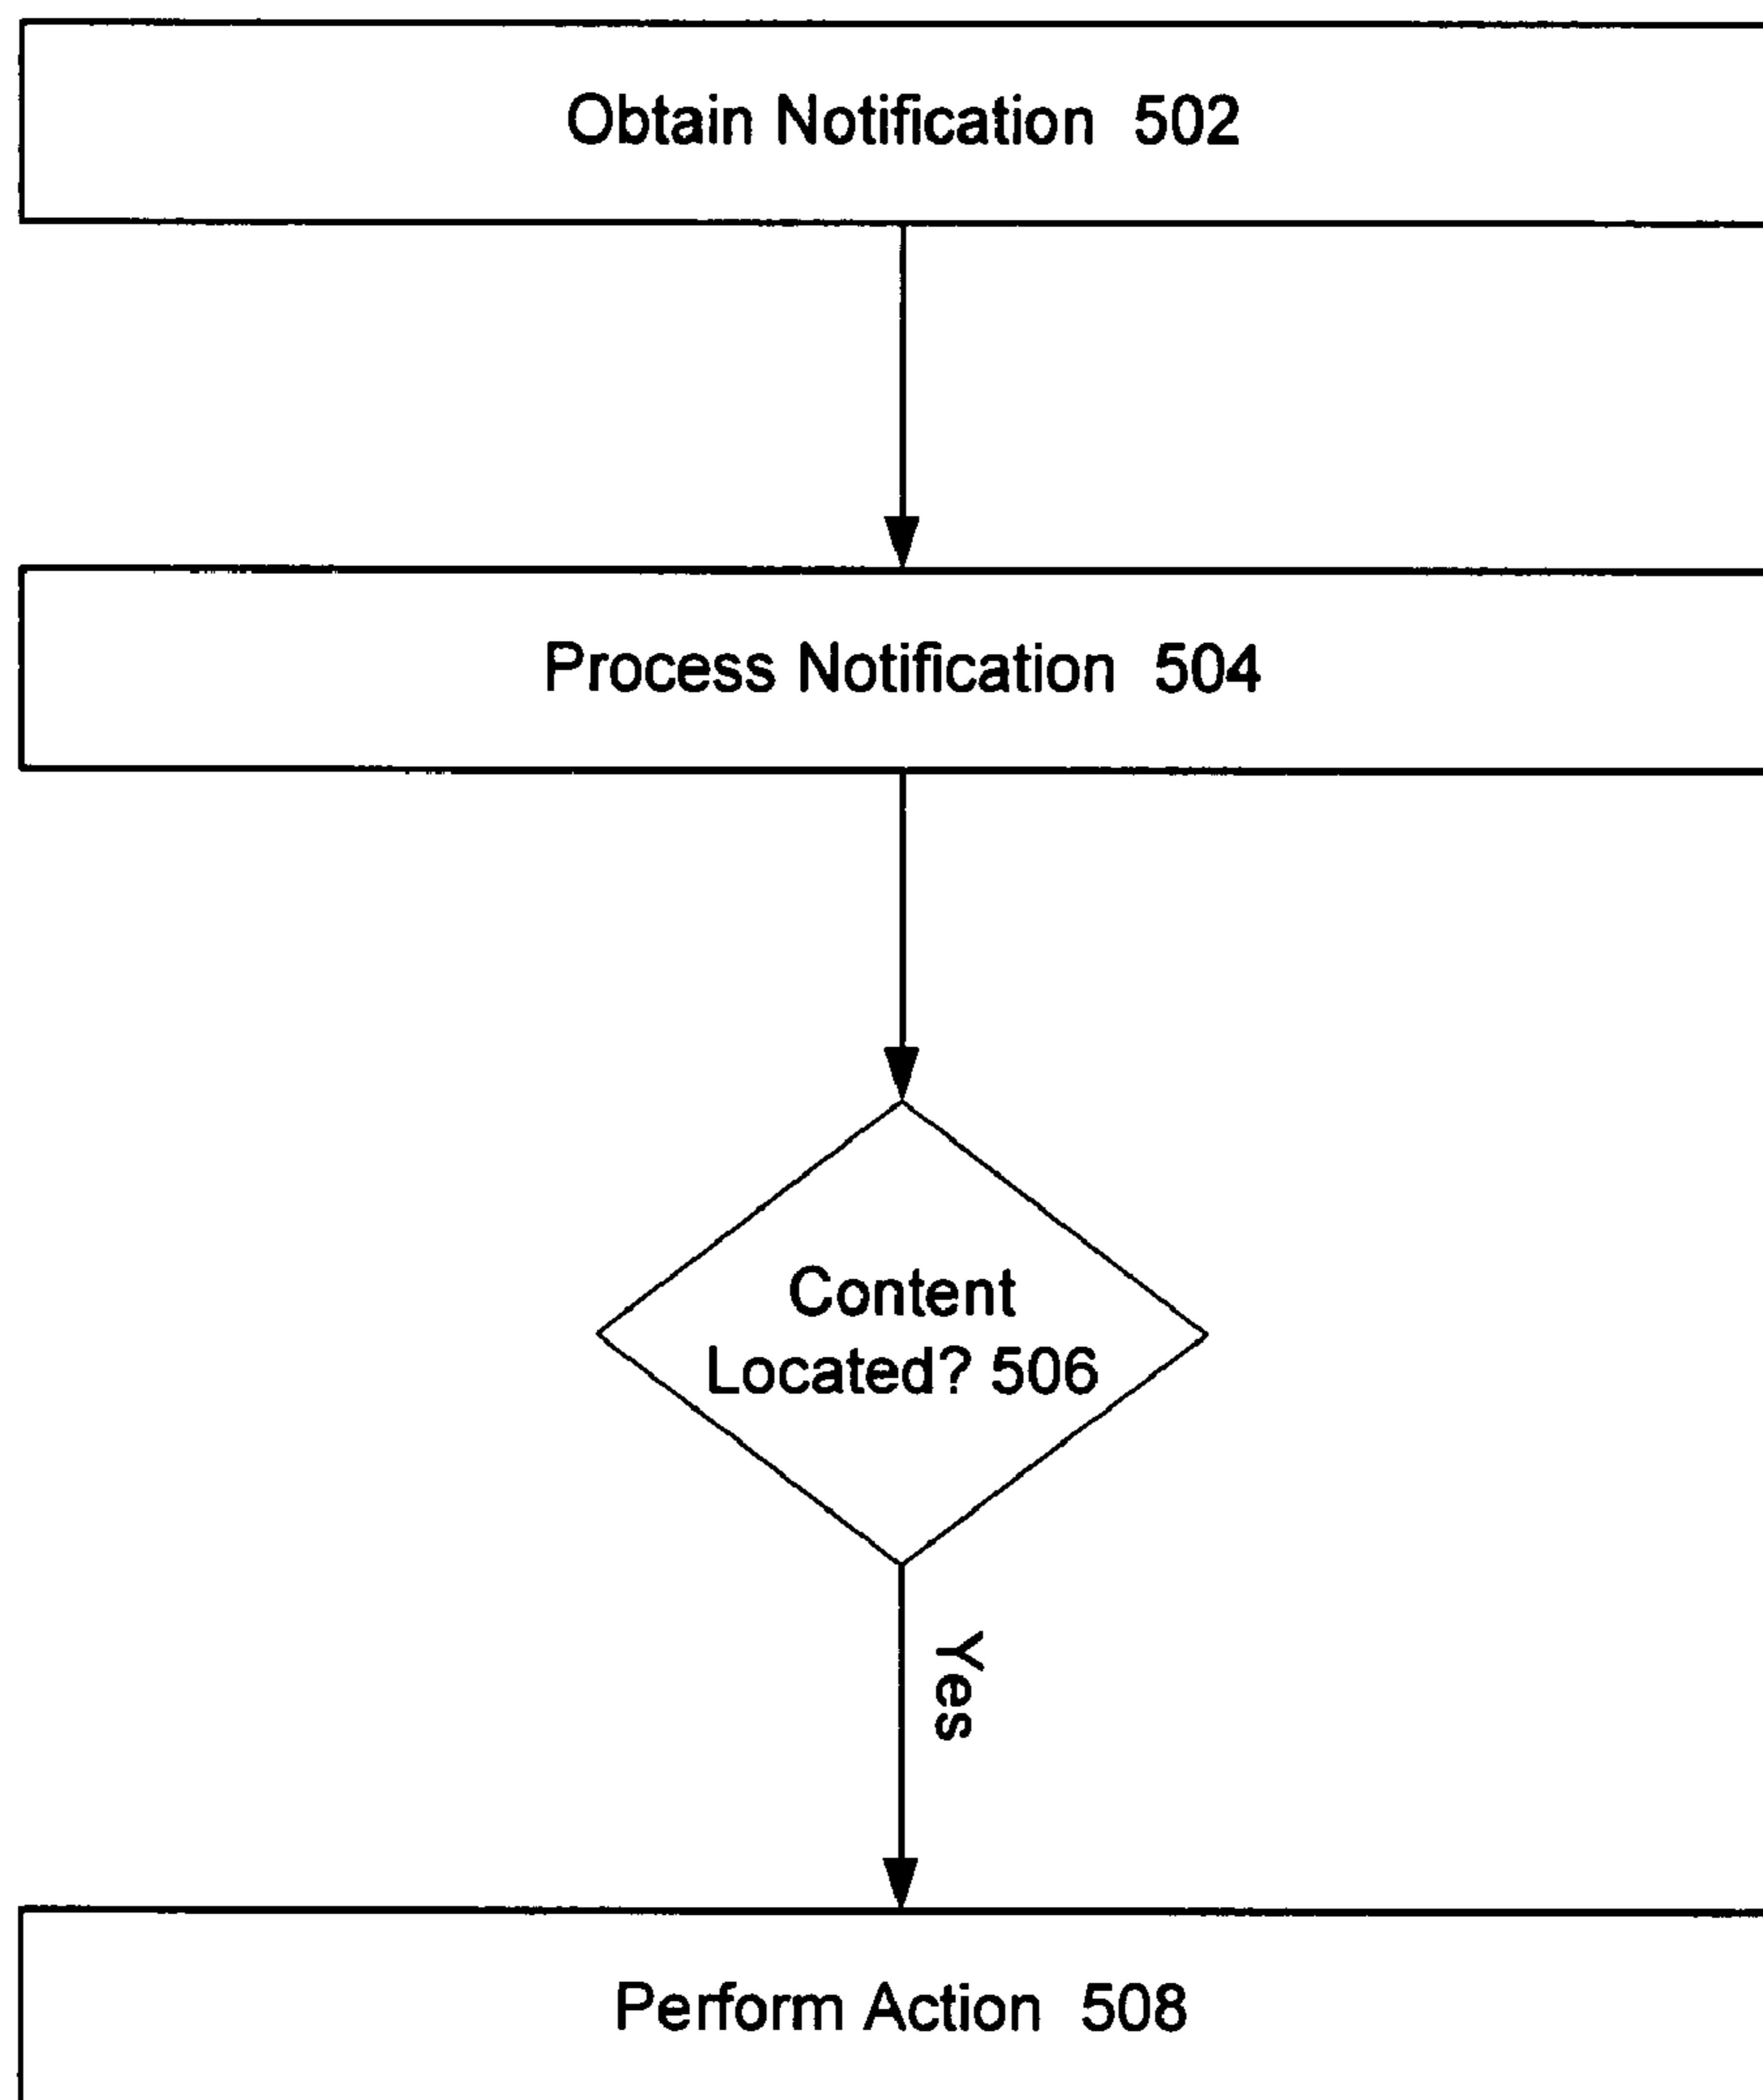 Obtain Notification 502
Process Notification 504
Content
Located? 506
Yes
Perform Action 508